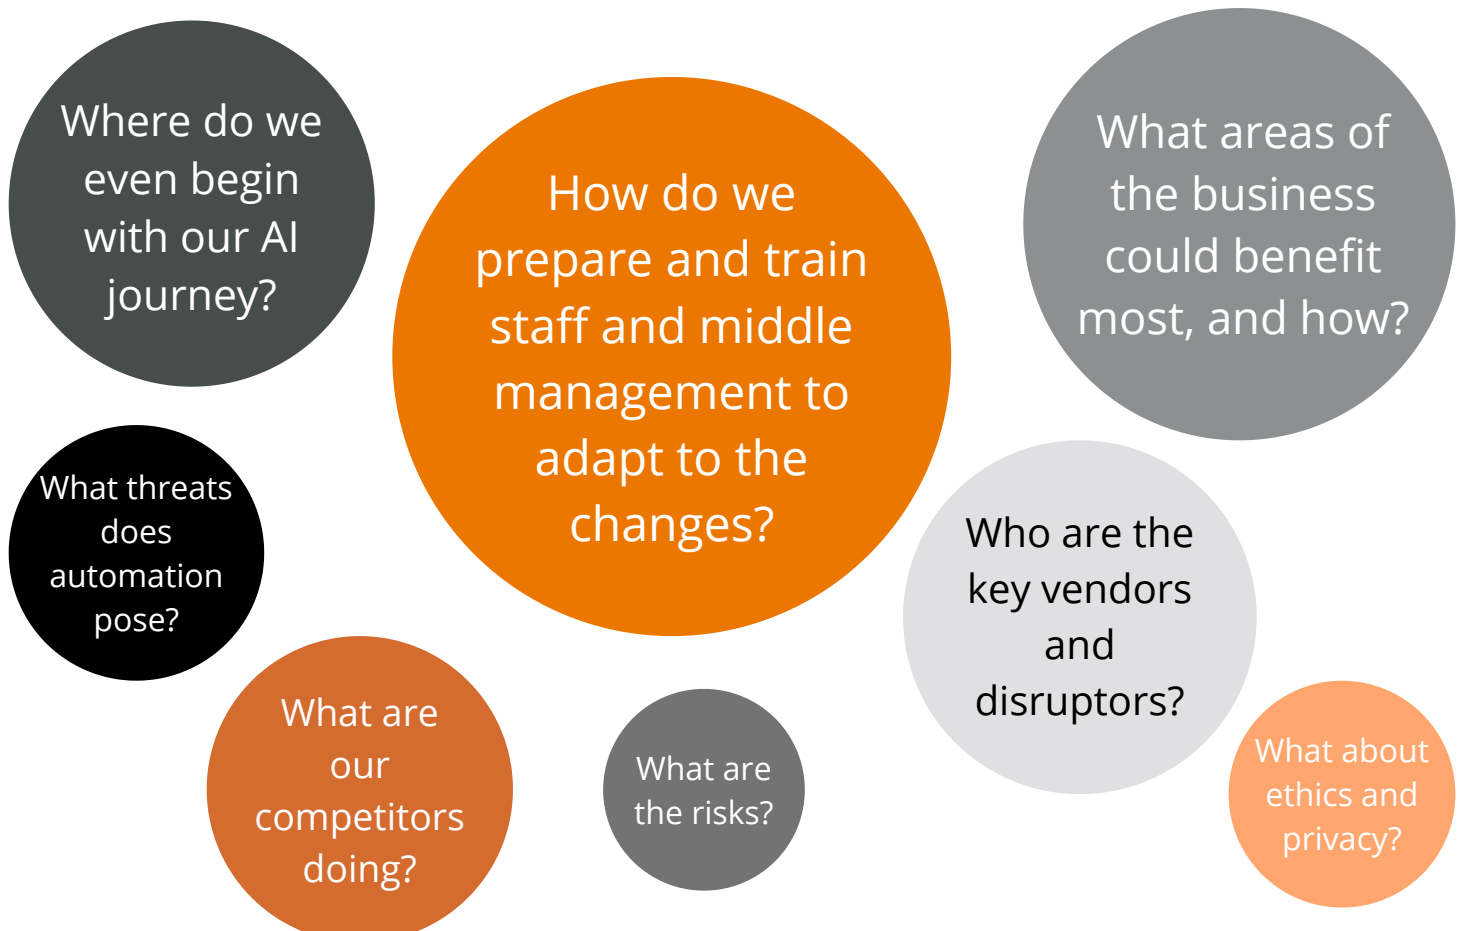 Where do we
even begin
with our AI
journey?
How do we
prepare and train
staff and middle
management to
adapt to the
changes?
What areas of
the business
could benefit
most, and how?
What threats
does
automation
pose?
Who are the
key vendors
and
disruptors?
What are
our
competitors
doing?
What are
the risks?
What about
ethics and
privacy?